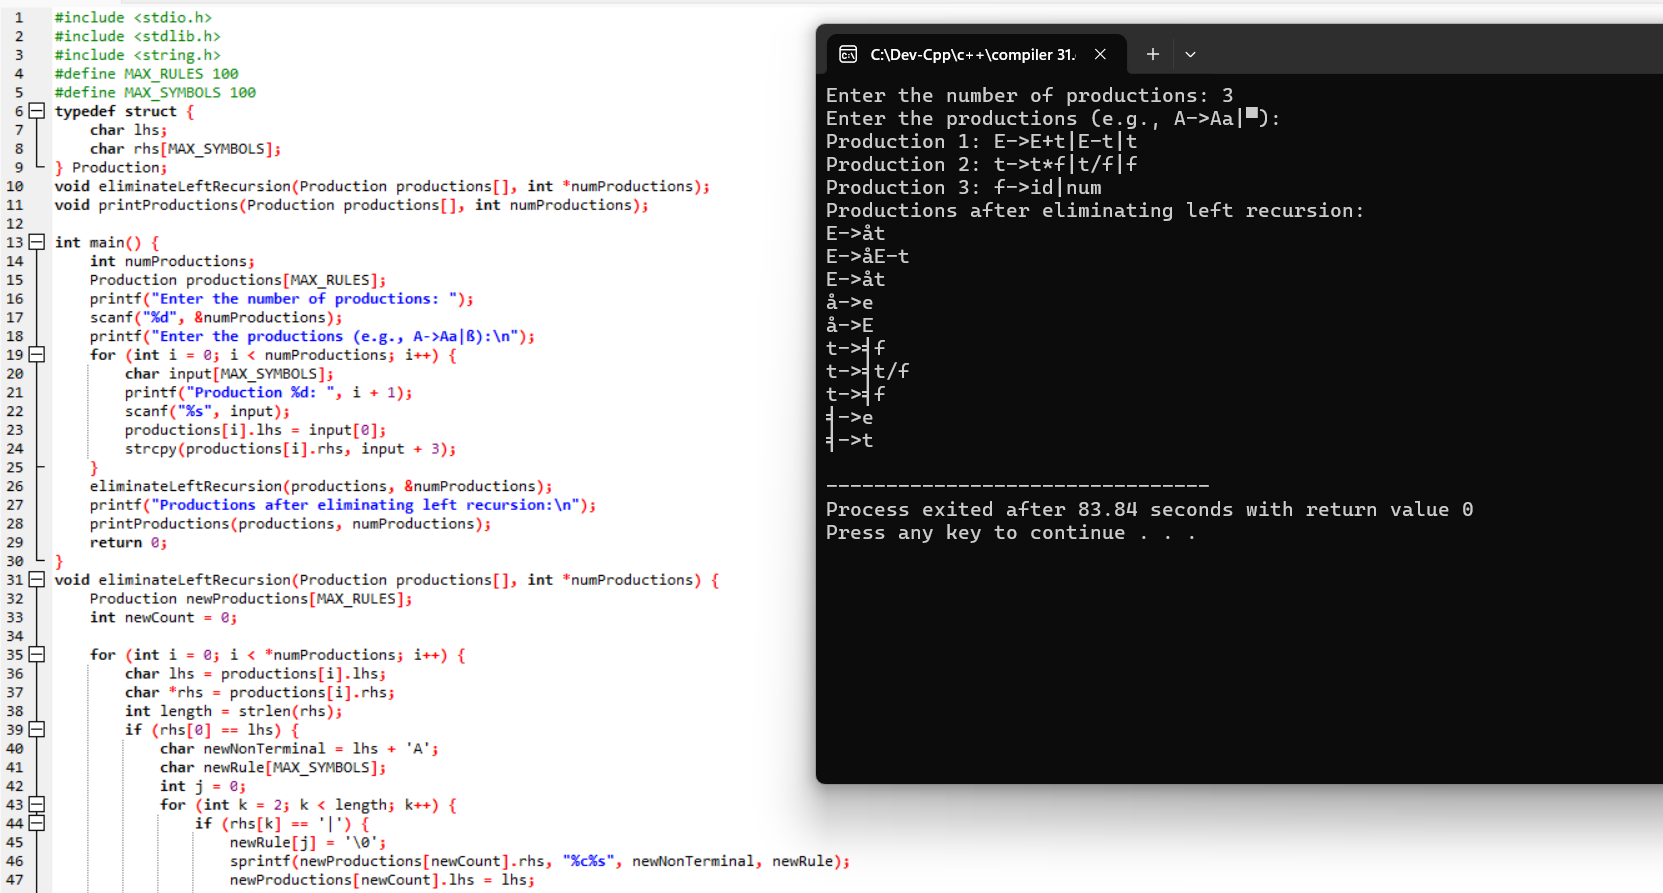 1 #include <stdio.h>
2 #include <stdlib.h>
3 #include <string.h>
4 #define MAX_RULES 100
5 #define MAX_SYMBOLS 100
6 typedef struct {
7 char lhs;
8 char rhs[MAX_SYMBOLS];
9 } Production;
10 void eliminateLeftRecursion(Production productions[], int *numProductions);
11 void printProductions(Production productions[], int numProductions);
12
13 int main() {
14 int numProductions;
15 Production productions[MAX_RULES];
16 printf("Enter the number of productions: ");
17 scanf("%d", &numProductions);
18 printf("Enter the productions (e.g., A->Aa|ß):\n");
19 for (int i = 0; i < numProductions; i++) {
20 char input[MAX_SYMBOLS];
21 printf("Production %d: ", i + 1);
22 scanf("%s", input);
23 productions[i].lhs = input[0];
24 strcpy(productions[i].rhs, input + 3);
25 }
26 eliminateLeftRecursion(productions, &numProductions);
27 printf("Productions after eliminating left recursion:\n");
28 printProductions(productions, numProductions);
29 return 0;
30 }
31 void eliminateLeftRecursion(Production productions[], int *numProductions) {
32 Production newProductions[MAX_RULES];
33 int newCount = 0;
34
35 for (int i = 0; i < *numProductions; i++) {
36 char lhs = productions[i].lhs;
37 char *rhs = productions[i].rhs;
38 int length = strlen(rhs);
39 if (rhs[0] == lhs) {
40 char newNonTerminal = lhs + 'A';
41 char newRule[MAX_SYMBOLS];
42 int j = 0;
43 for (int k = 2; k < length; k++) {
44 if (rhs[k] == '|') {
45 newRule[j] = '\0';
46 sprintf(newProductions[newCount].rhs, "%c%s", newNonTerminal, newRule);
47 newProductions[newCount].lhs = lhs;
C:\Dev-Cpp\c++\compiler 31.
Enter the number of productions: 3
Enter the productions (e.g., A->Aa|▀):
Production 1: E->E+t|E-t|t
Production 2: t->t*f|t/f|f
Production 3: f->id|num
Productions after eliminating left recursion:
E->åt
E->åE-t
E->åt
å->e
å->E
t->╡f
t->╡t/f
t->╡f
╡->e
╡->t
--------------------------------
Process exited after 83.84 seconds with return value 0
Press any key to continue . . .